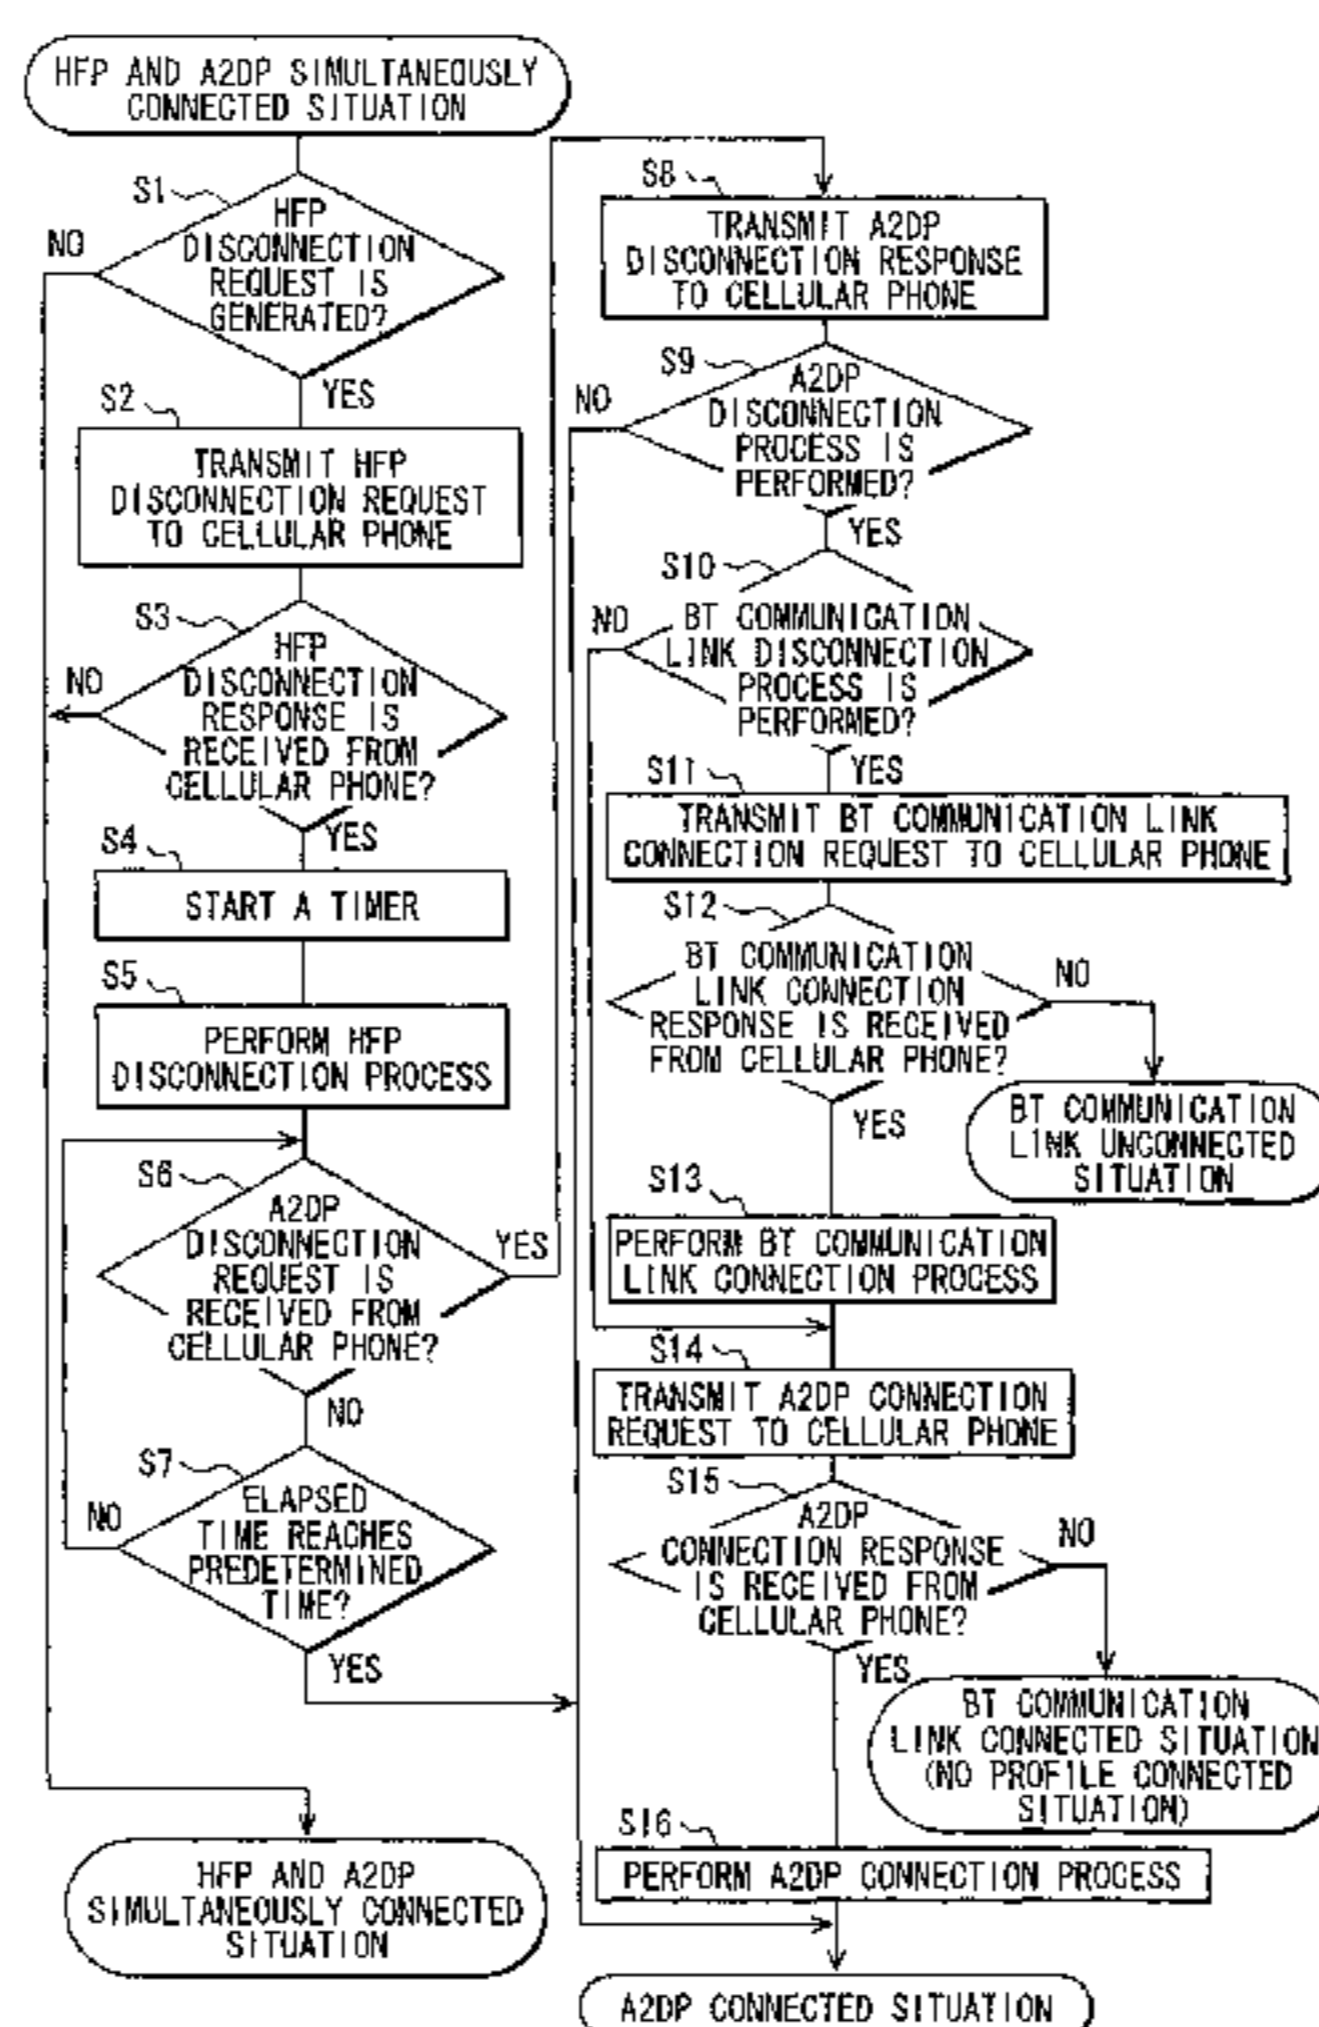 HFP AND A2DP SIMULTANEOUSLY
CONNECTED SITUATION
S1
HFP
DISCONNECTION
REQUEST IS
GENERATED?
NO
YES
S2
TRANSMIT HFP
DISCONNECTION REQUEST
TO CELLULAR PHONE
S3
HFP
DISCONNECTION
RESPONSE IS
RECEIVED FROM
CELLULAR PHONE?
NO
YES
S4
START A TIMER
S5
PERFORM HFP
DISCONNECTION PROCESS
S6
A2DP
DISCONNECTION
REQUEST IS
RECEIVED FROM
CELLULAR PHONE?
YES
NO
S7
ELAPSED
TIME REACHES
PREDETERMINED
TIME?
NO
YES
HFP AND A2DP
SIMULTANEOUSLY CONNECTED
SITUATION
S8
TRANSMIT A2DP
DISCONNECTION RESPONSE
TO CELLULAR PHONE
S9
A2DP
DISCONNECTION
PROCESS IS
PERFORMED?
NO
YES
S10
BT COMMUNICATION
LINK DISCONNECTION
PROCESS IS
PERFORMED?
NO
YES
S11
TRANSMIT BT COMMUNICATION LINK
CONNECTION REQUEST TO CELLULAR PHONE
S12
BT COMMUNICATION
LINK CONNECTION
RESPONSE IS RECEIVED
FROM CELLULAR PHONE?
NO
YES
BT COMMUNICATION
LINK UNCONNECTED
SITUATION
S13
PERFORM BT COMMUNICATION
LINK CONNECTION PROCESS
S14
TRANSMIT A2DP CONNECTION
REQUEST TO CELLULAR PHONE
S15
A2DP
CONNECTION RESPONSE
IS RECEIVED FROM
CELLULAR PHONE?
NO
YES
BT COMMUNICATION
LINK CONNECTED SITUATION
(NO PROFILE CONNECTED
SITUATION)
S16
PERFORM A2DP CONNECTION PROCESS
A2DP CONNECTED SITUATION